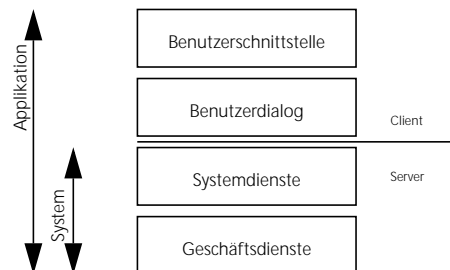 Applikation
System
Benutzerschnittstelle
Benutzerdialog
Client
Systemdienste
Server
Geschäftsdienste